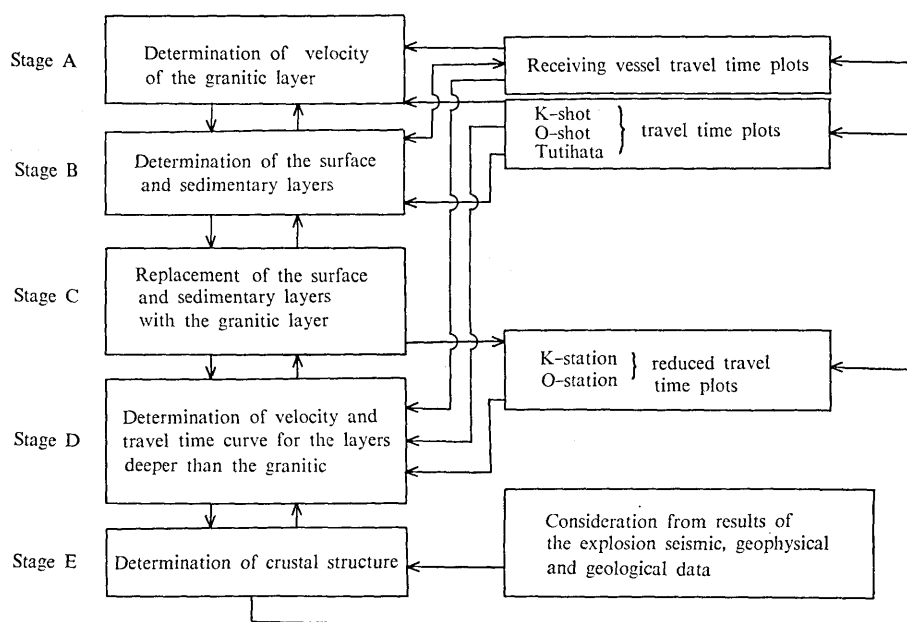 Stage A
Determination of velocity
of the granitic layer
Receiving vessel travel time plots
K-shot
O-shot
Tutihata
travel time plots
Stage B
Determination of the surface
and sedimentary layers
Stage C
Replacement of the surface
and sedimentary layers
with the granitic layer
K-station
O-station
reduced travel
time plots
Stage D
Determination of velocity and
travel time curve for the layers
deeper than the granitic
Stage E
Determination of crustal structure
Consideration from results of
the explosion seismic, geophysical
and geological data